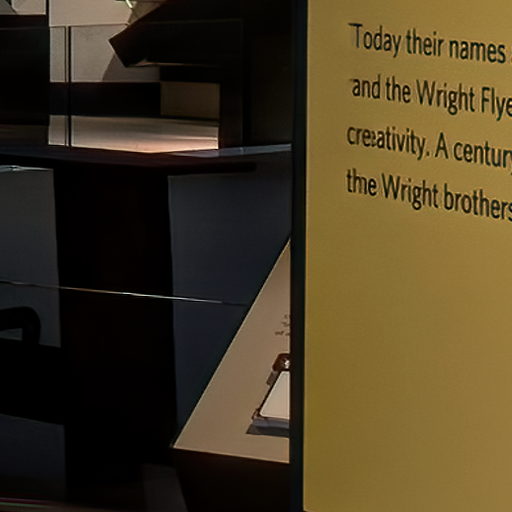 Today their names
and the Wright Flye
creativity. A century
the Wright brothers